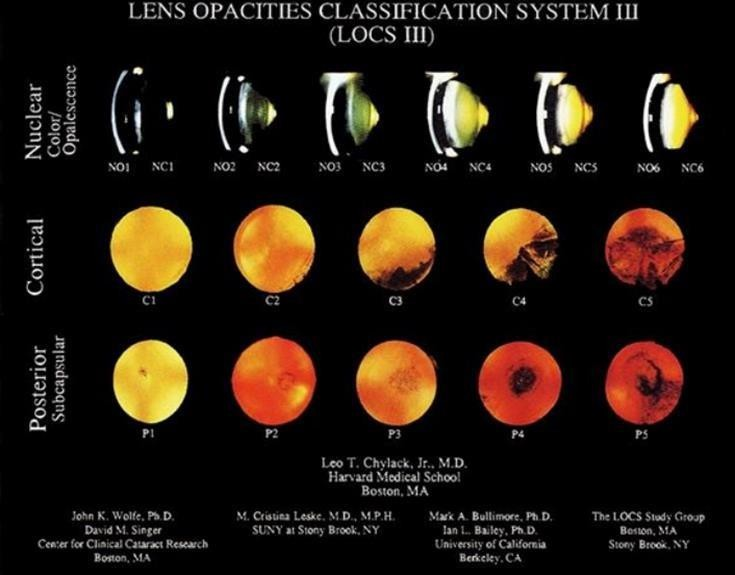 LENS OPACITIES CLASSIFICATION SYSTEM III
(LOCS III)
Nuclear
Color/
Opalescence
NO1 NC1 NO2 NC2 NO3 NC3 NO4 NC4 NO5 NC5 NO6 NC6
Cortical
C1 C2 C3 C4 C5
Posterior
Subcapsular
P1 P2 P3 P4 P5
Leo T. Chylack, Jr., M.D.
Harvard Medical School
Boston, MA
John K. Wolfe, Ph.D.
David M. Singer
Center for Clinical Cataract Research
Boston, MA
M. Cristina Leske, M.D., M.P.H.
SUNY at Stony Brook, NY
Mark A. Bullimore, Ph.D.
Ian L. Bailey, Ph.D.
University of California
Berkeley, CA
The LOCS Study Group
Boston, MA
Stony Brook, NY